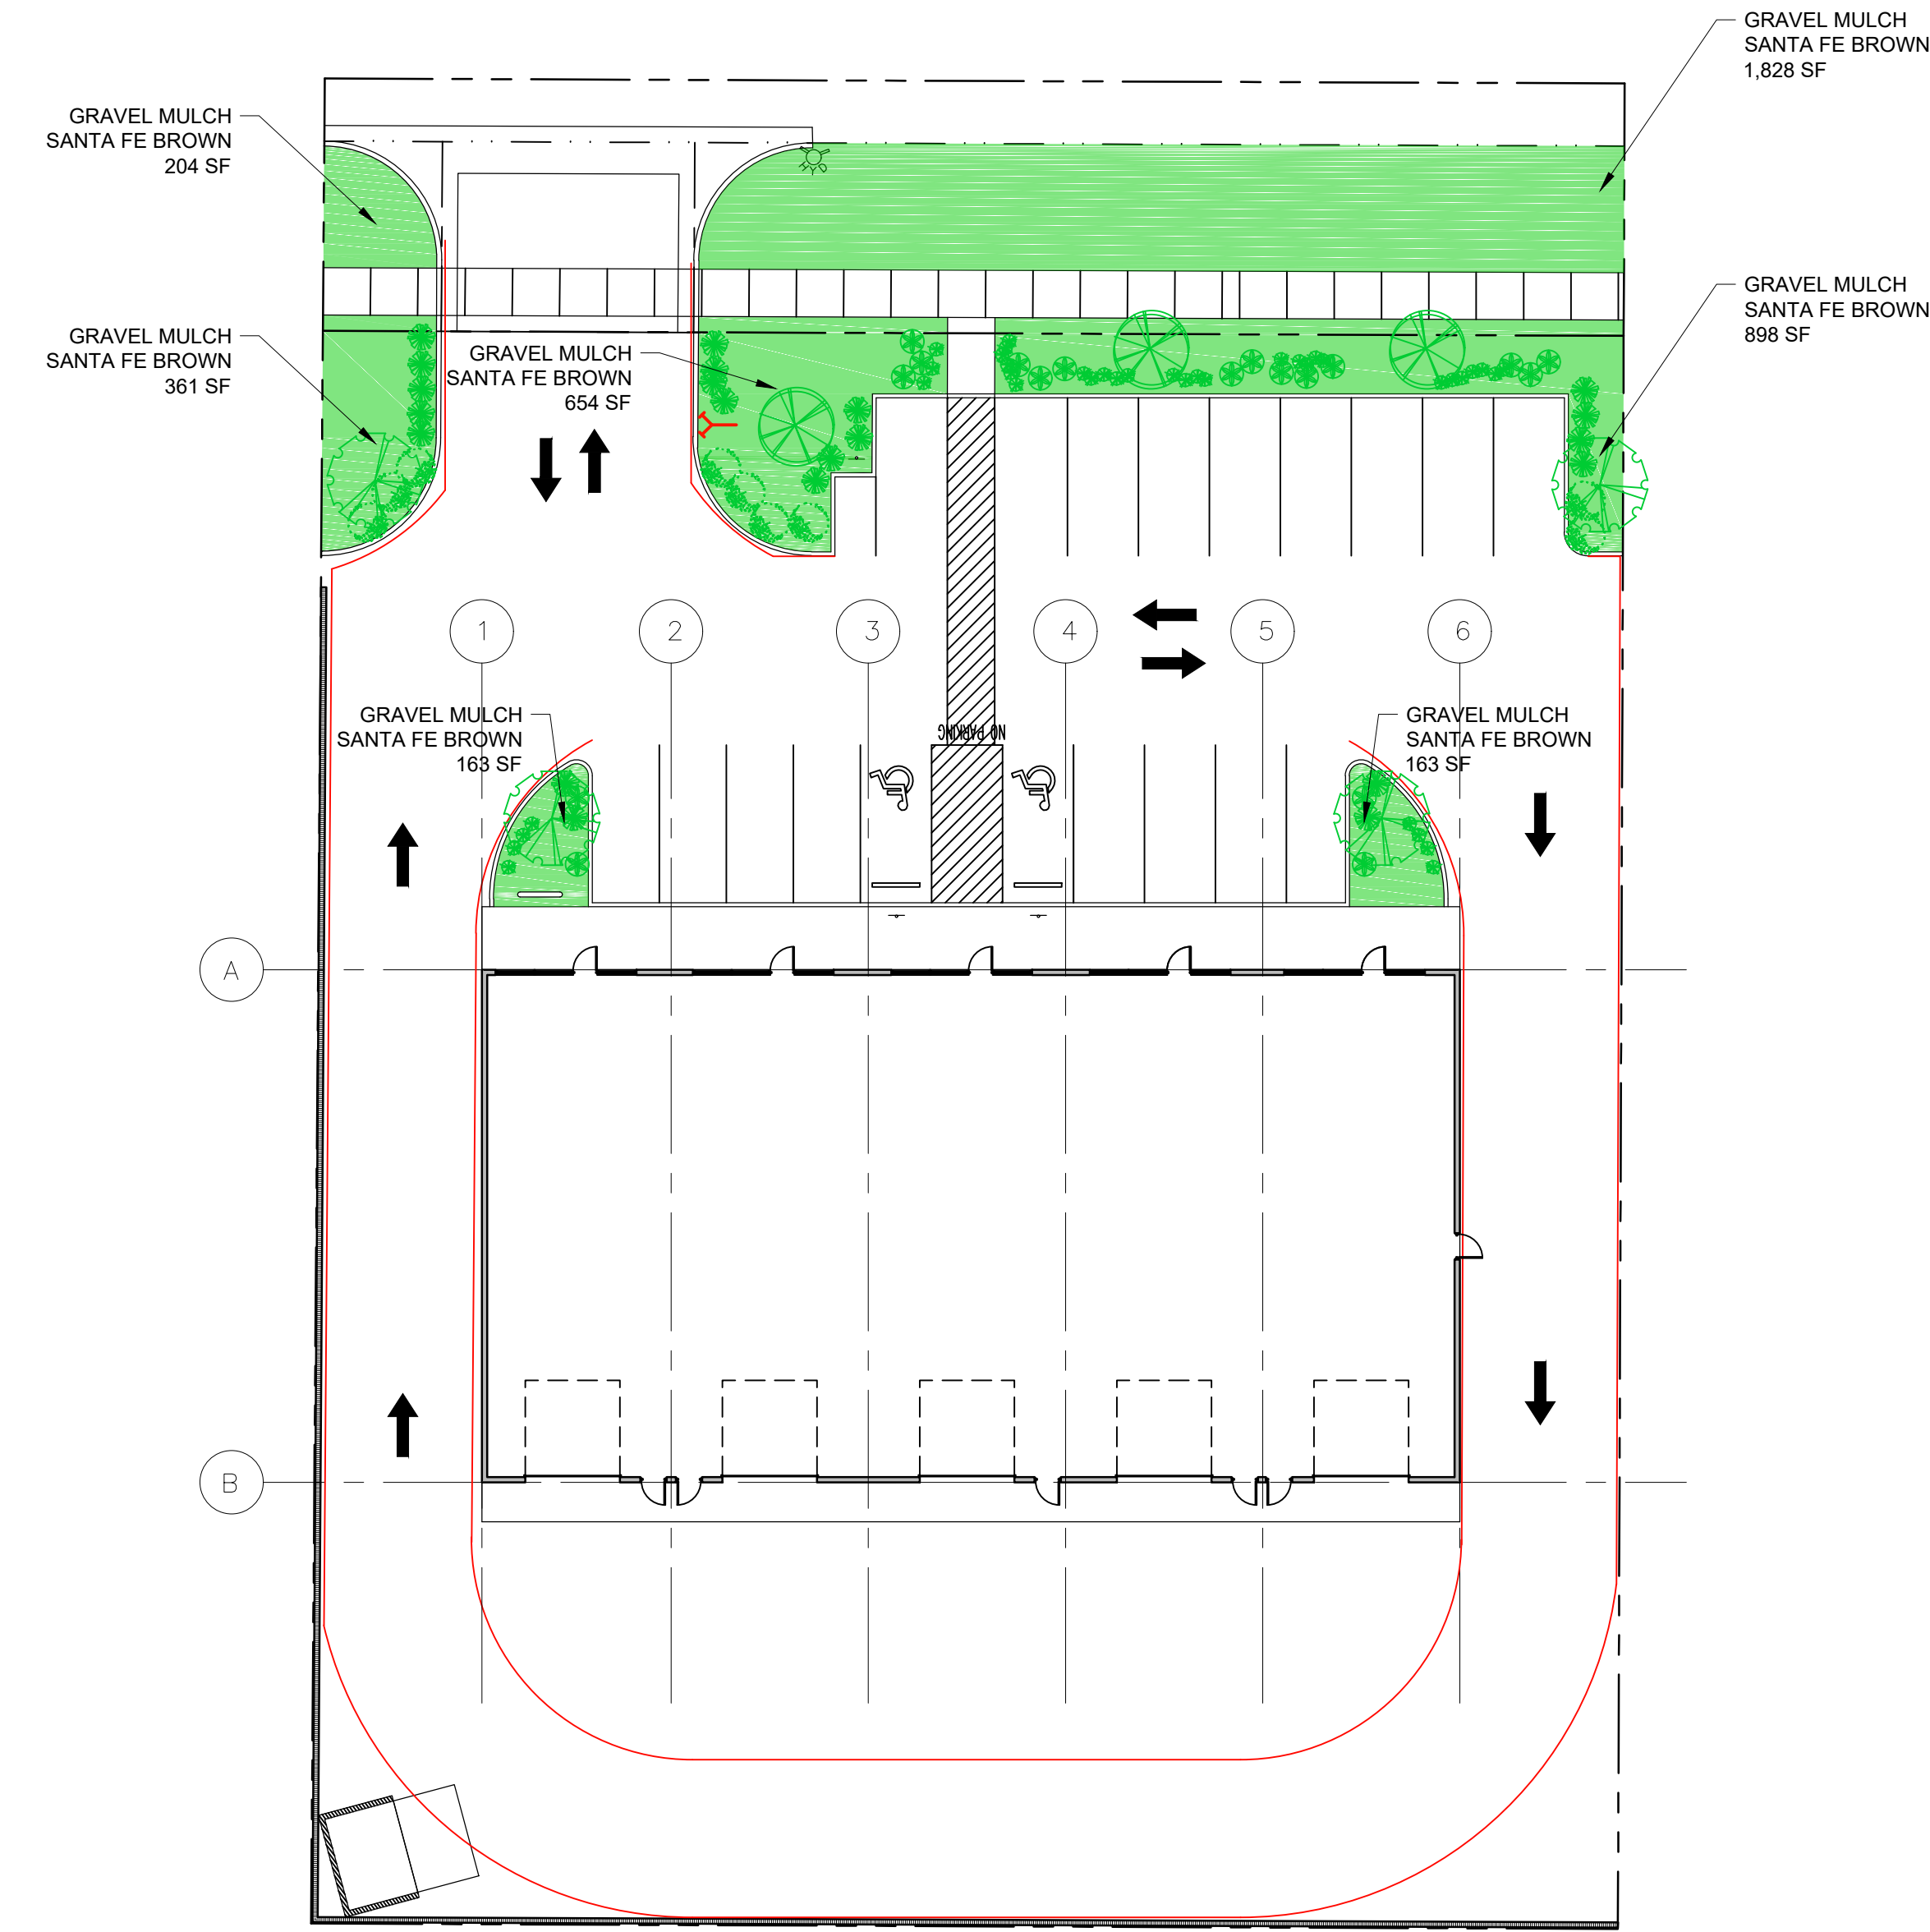 GRAVEL MULCH
SANTA FE BROWN
1,828 SF
GRAVEL MULCH
SANTA FE BROWN
204 SF
HYD
GRAVEL MULCH
SANTA FE BROWN
898 SF
GRAVEL MULCH
SANTA FE BROWN
361 SF
GRAVEL MULCH
SANTA FE BROWN
654 SF
1
2
3
4
5
6
GRAVEL MULCH
SANTA FE BROWN
163 SF
NO PARKING
GRAVEL MULCH
SANTA FE BROWN
163 SF
A
B